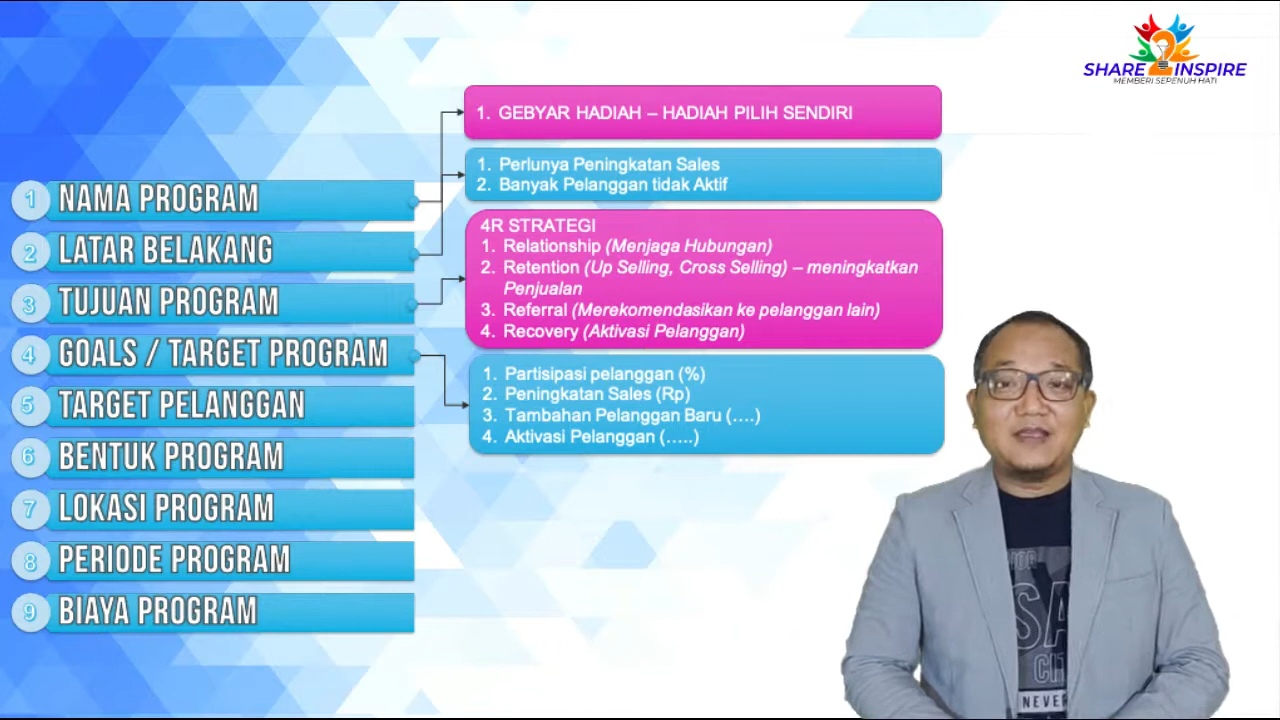 SHARE 2 INSPIRE
MEMBERI SEPENUH HATI
1 NAMA PROGRAM
2 LATAR BELAKANG
3 TUJUAN PROGRAM
4 GOALS / TARGET PROGRAM
5 TARGET PELANGGAN
6 BENTUK PROGRAM
7 LOKASI PROGRAM
8 PERIODE PROGRAM
9 BIAYA PROGRAM
1. GEBYAR HADIAH – HADIAH PILIH SENDIRI
1. Perlunya Peningkatan Sales
2. Banyak Pelanggan tidak Aktif
4R STRATEGI
1. Relationship (Menjaga Hubungan)
2. Retention (Up Selling, Cross Selling) – meningkatkan
Penjualan
3. Referral (Merekomendasikan ke pelanggan lain)
4. Recovery (Aktivasi Pelanggan)
1. Partisipasi pelanggan (%)
2. Peningkatan Sales (Rp)
3. Tambahan Pelanggan Baru (….)
4. Aktivasi Pelanggan (…..)
SA
CIT
NEVER